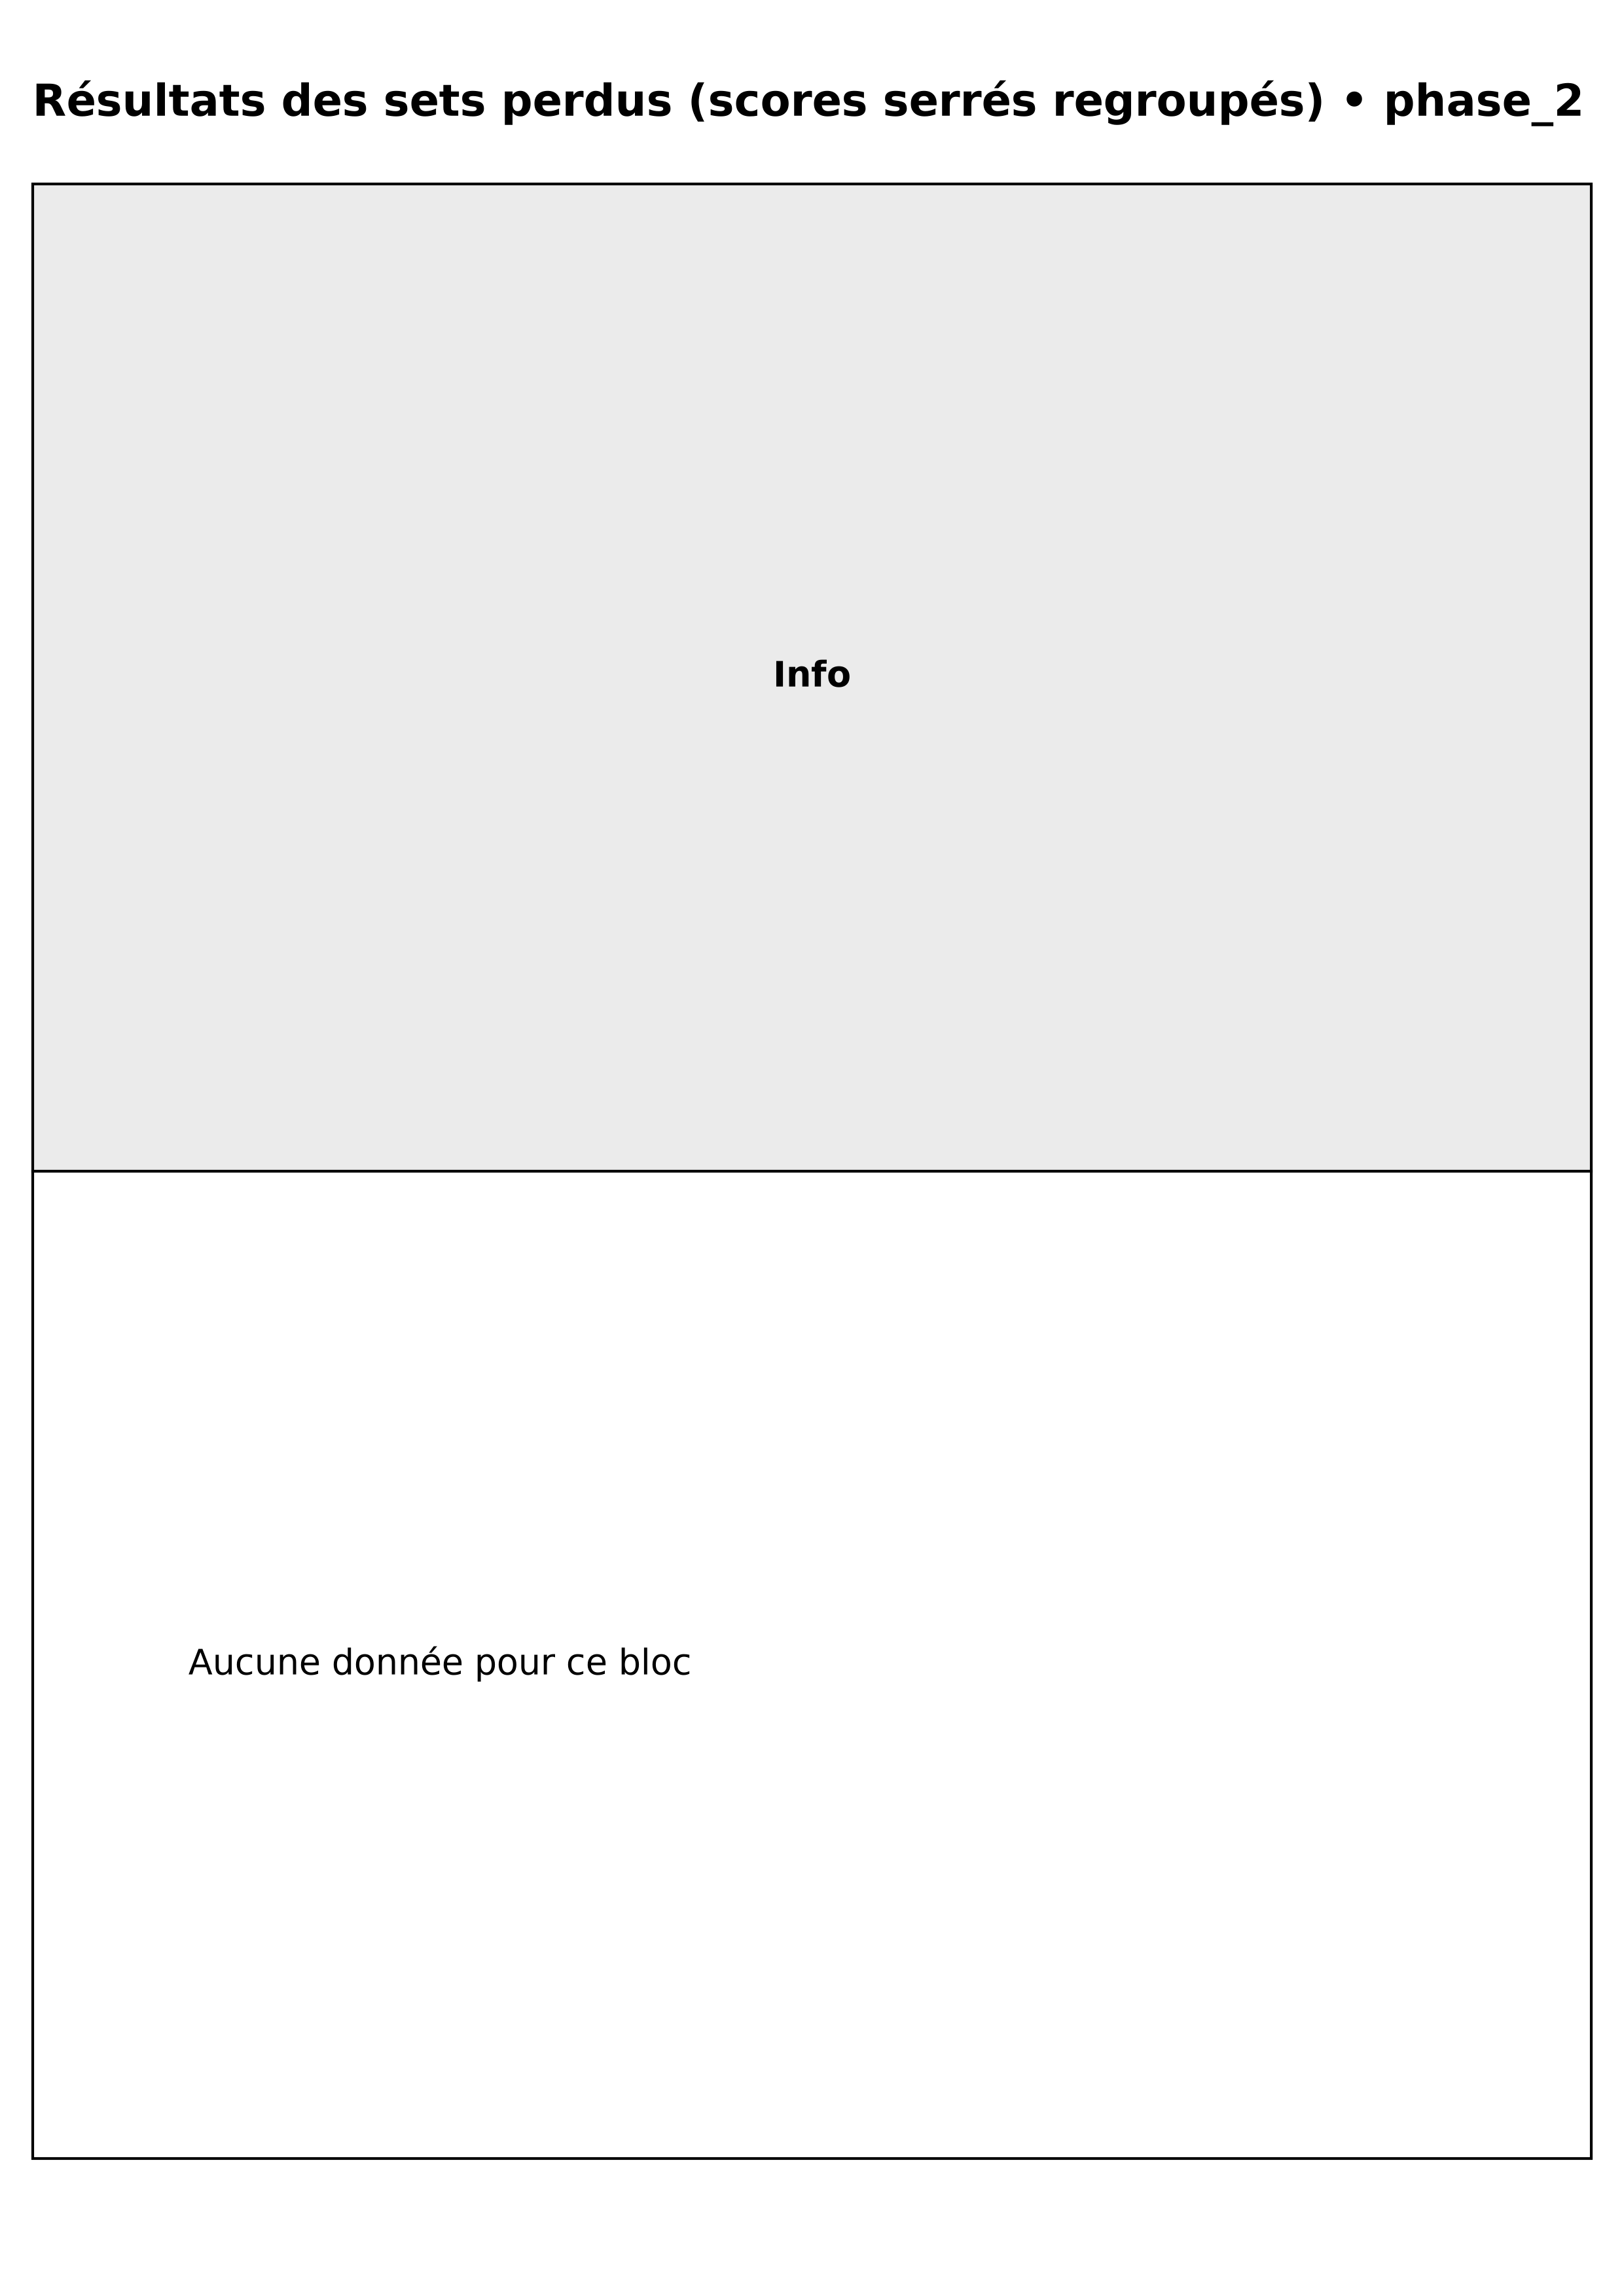 Résultats des sets perdus (scores serrés regroupés) • phase_2
Info
Aucune donnée pour ce bloc